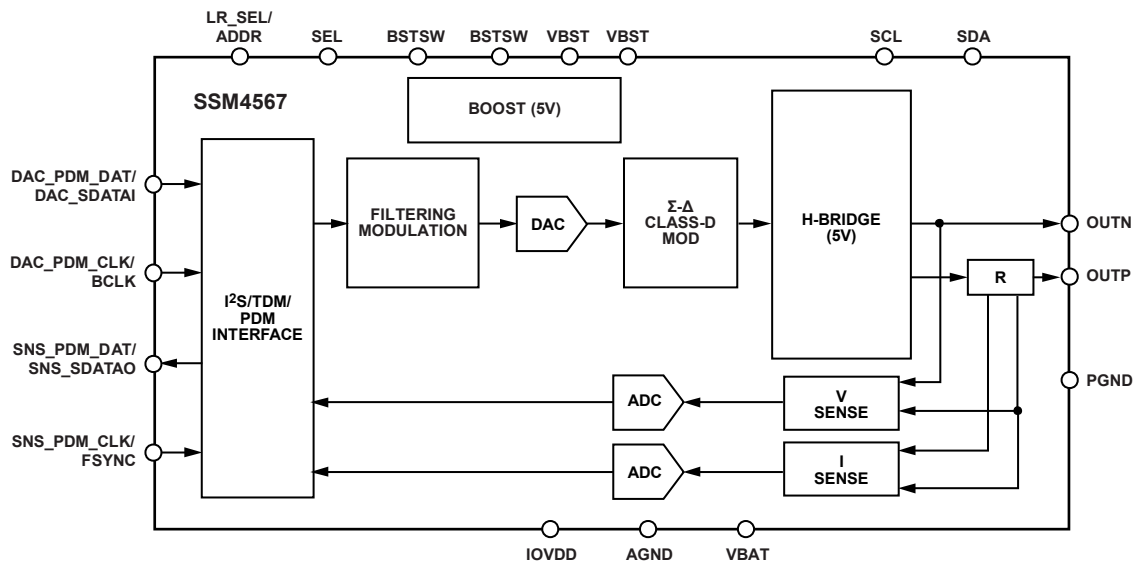 LR_SEL/
ADDR
SEL
BSTSW
BSTSW
VBST
VBST
SCL
SDA
SSM4567
BOOST (5V)
DAC_PDM_DAT/
DAC_SDATAI
DAC_PDM_CLK/
BCLK
SNS_PDM_DAT/
SNS_SDATAO
SNS_PDM_CLK/
FSYNC
I²S/TDM/
PDM
INTERFACE
FILTERING
MODULATION
DAC
Σ-Δ
CLASS-D
MOD
H-BRIDGE
(5V)
R
OUTN
OUTP
PGND
ADC
V
SENSE
ADC
I
SENSE
IOVDD
AGND
VBAT